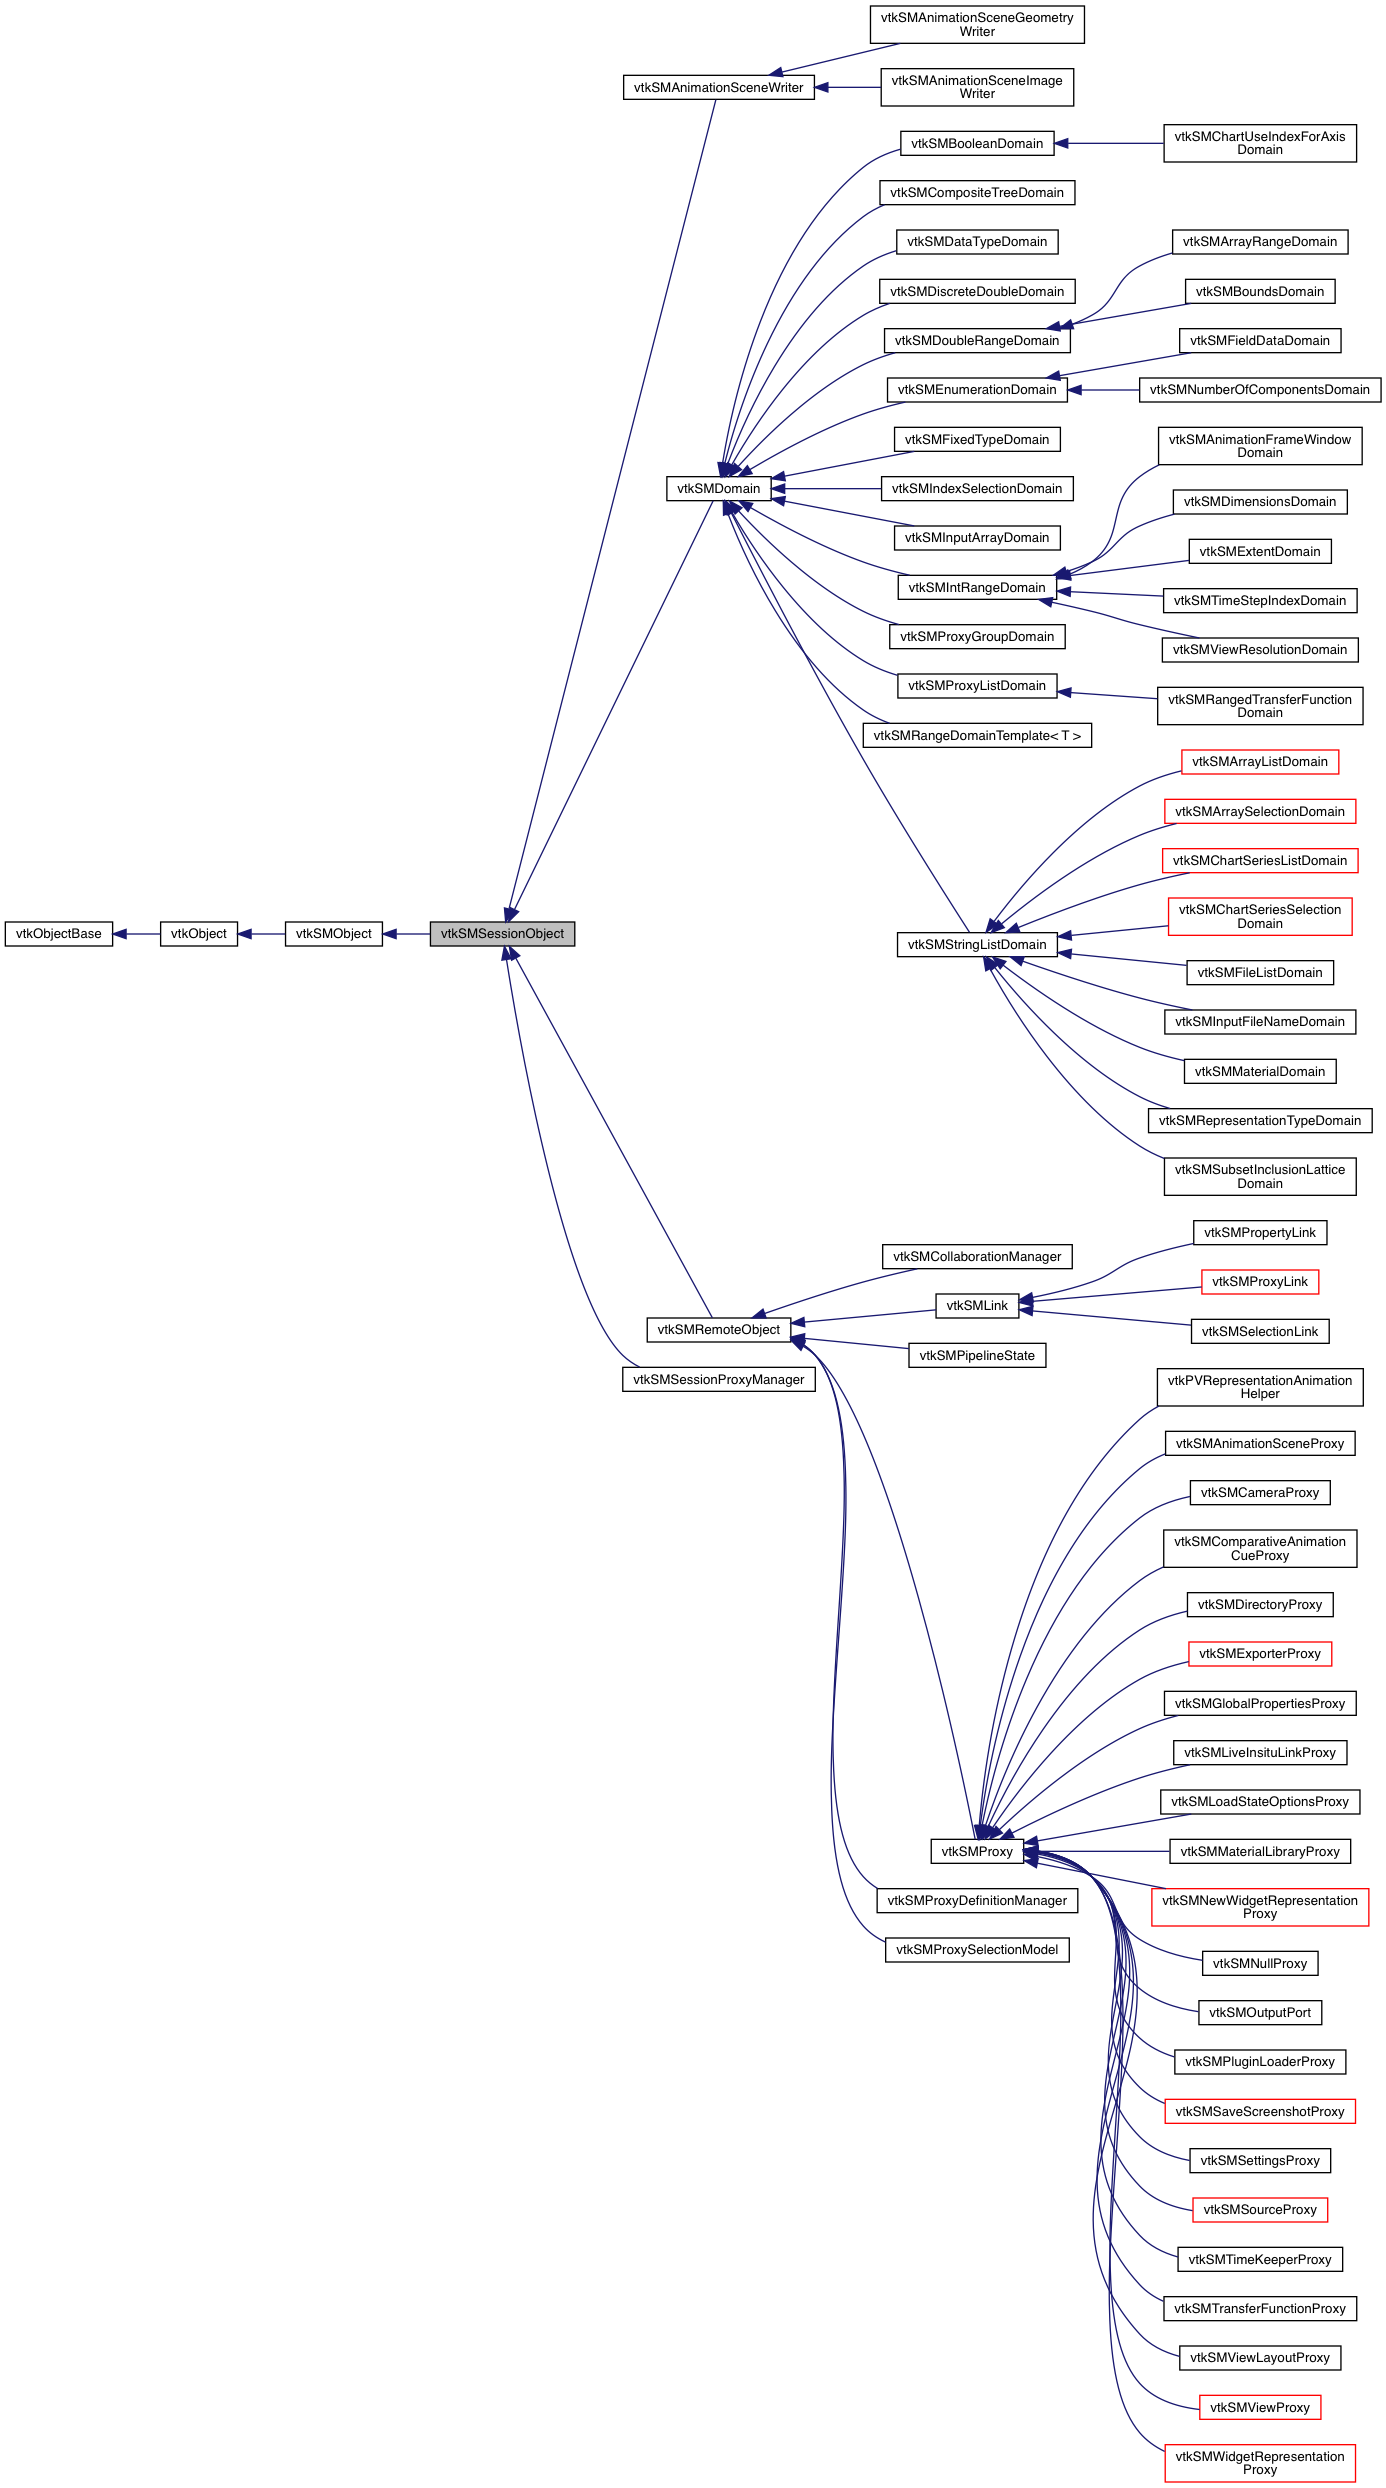 vtkSMAnimationSceneGeometry
Writer
vtkSMAnimationSceneWriter
vtkSMAnimationSceneImage
Writer
vtkSMBooleanDomain
vtkSMChartUseIndexForAxis
Domain
vtkSMCompositeTreeDomain
vtkSMDataTypeDomain
vtkSMArrayRangeDomain
vtkSMDiscreteDoubleDomain
vtkSMBoundsDomain
vtkSMDoubleRangeDomain
vtkSMFieldDataDomain
vtkSMEnumerationDomain
vtkSMNumberOfComponentsDomain
vtkSMFixedTypeDomain
vtkSMAnimationFrameWindow
Domain
vtkSMDomain
vtkSMIndexSelectionDomain
vtkSMDimensionsDomain
vtkSMInputArrayDomain
vtkSMExtentDomain
vtkSMIntRangeDomain
vtkSMTimeStepIndexDomain
vtkSMProxyGroupDomain
vtkSMViewResolutionDomain
vtkSMProxyListDomain
vtkSMRangedTransferFunction
Domain
vtkSMRangeDomainTemplate< T >
vtkSMArrayListDomain
vtkSMArraySelectionDomain
vtkSMChartSeriesListDomain
vtkSMChartSeriesSelection
Domain
vtkObjectBase
vtkObject
vtkSMObject
vtkSMSessionObject
vtkSMStringListDomain
vtkSMFileListDomain
vtkSMInputFileNameDomain
vtkSMMaterialDomain
vtkSMRepresentationTypeDomain
vtkSMSubsetInclusionLattice
Domain
vtkSMPropertyLink
vtkSMCollaborationManager
vtkSMProxyLink
vtkSMLink
vtkSMRemoteObject
vtkSMSelectionLink
vtkSMPipelineState
vtkSMSessionProxyManager
vtkPVRepresentationAnimation
Helper
vtkSMAnimationSceneProxy
vtkSMCameraProxy
vtkSMComparativeAnimation
CueProxy
vtkSMDirectoryProxy
vtkSMExporterProxy
vtkSMGlobalPropertiesProxy
vtkSMLiveInsituLinkProxy
vtkSMLoadStateOptionsProxy
vtkSMProxy
vtkSMMaterialLibraryProxy
vtkSMProxyDefinitionManager
vtkSMNewWidgetRepresentation
Proxy
vtkSMProxySelectionModel
vtkSMNullProxy
vtkSMOutputPort
vtkSMPluginLoaderProxy
vtkSMSaveScreenshotProxy
vtkSMSettingsProxy
vtkSMSourceProxy
vtkSMTimeKeeperProxy
vtkSMTransferFunctionProxy
vtkSMViewLayoutProxy
vtkSMViewProxy
vtkSMWidgetRepresentation
Proxy